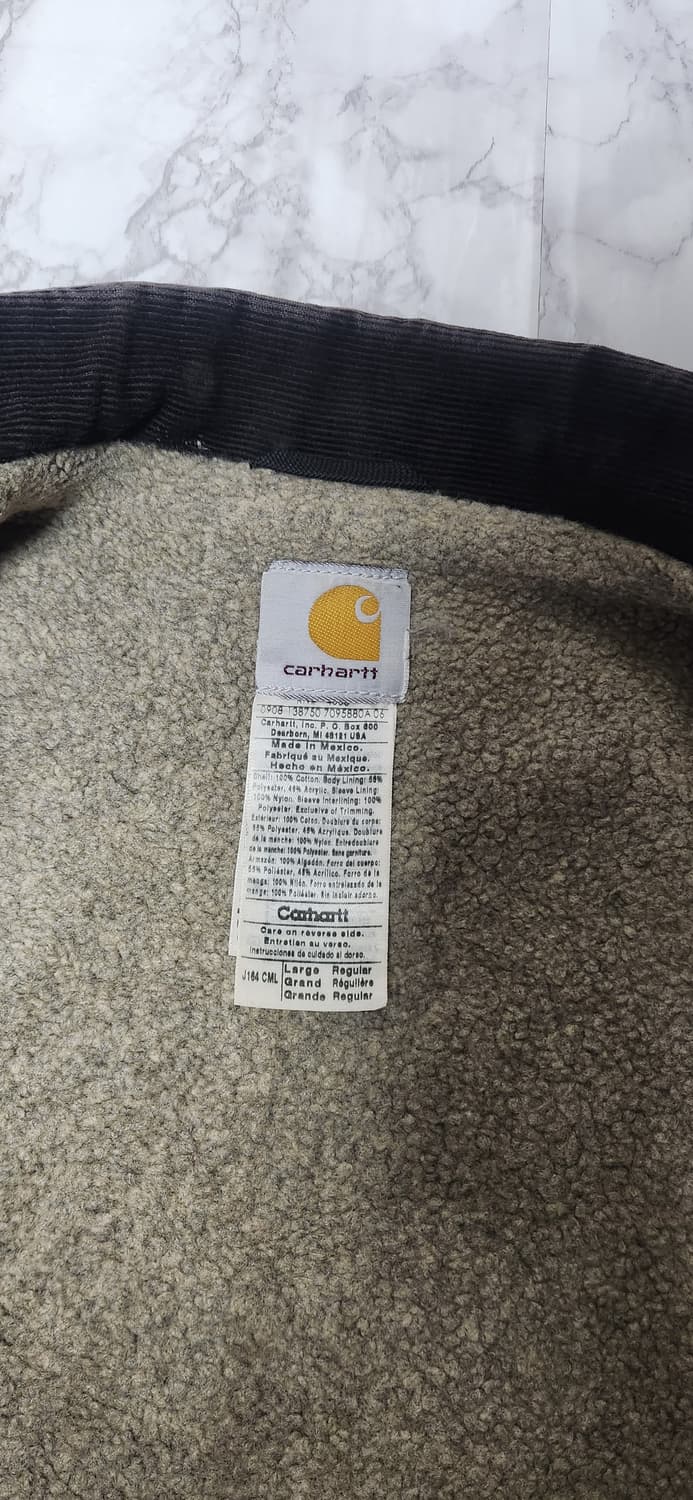 carhartt
0908 138750 7095880A 06
Carhartt, Inc. P. O. Box 600
Dearborn, MI 48121 USA
Made in Mexico.
Fabriqué au Mexique.
Hecho en México.
Shell: 100% Cotton. Body Lining: 55%
Polyester, 45% Acrylic. Sleeve Lining:
100% Nylon. Sleeve Interlining: 100%
Polyester. Exclusive of Trimming.
Extérieur: 100% Coton. Doublure du corps:
55% Polyester, 45% Acrylique. Doublure
de la manche: 100% Nylon. Entredoublure
de la manche: 100% Polyester. Sans garniture.
Armazón: 100% Algodón. Forro del cuerpo:
55% Poliéster, 45% Acrílico. Forro de la
manga: 100% Nilón. Forro entrelazado de la
manga: 100% Poliéster. Sin incluir adorno.
Carhartt
Care on reverse side.
Entretien au verso.
Instrucciones de cuidado al dorso.
J164 CML
Large Regular
Grand Régulière
Grande Regular